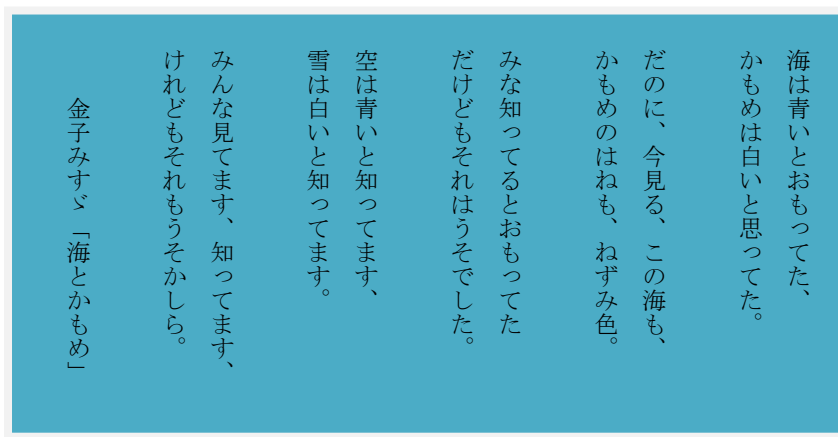 海は青いとおもってた、
かもめは白いと思ってた。
だのに、今見る、この海も、
かもめのはねも、ねずみ色。
みな知ってるとおもってた
だけどもそれはうそでした。
空は青いと知ってます、
雪は白いと知ってます。
みんな見てます、知ってます、
けれどもそれもうそかしら。
金子みすゞ「海とかもめ」